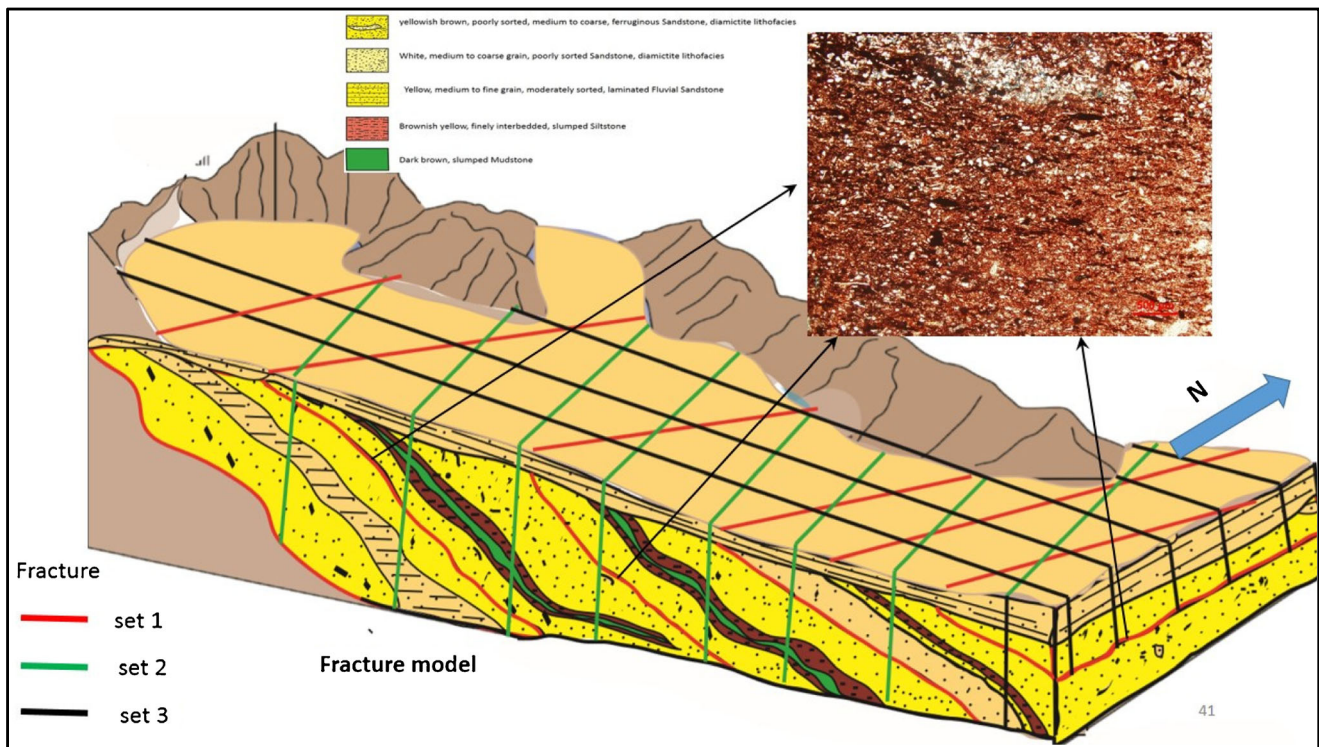 yellowish brown, poorly sorted, medium to coarse, ferruginous Sandstone, diamictite lithofacies
White, medium to coarse grain, poorly sorted Sandstone, diamictite lithofacies
Yellow, medium to fine grain, moderately sorted, laminated Fluvial Sandstone
Brownish yellow, finely interbedded, slumped Siltstone
Dark brown, slumped Mudstone
N
Fracture
set 1
set 2
set 3
Fracture model
41